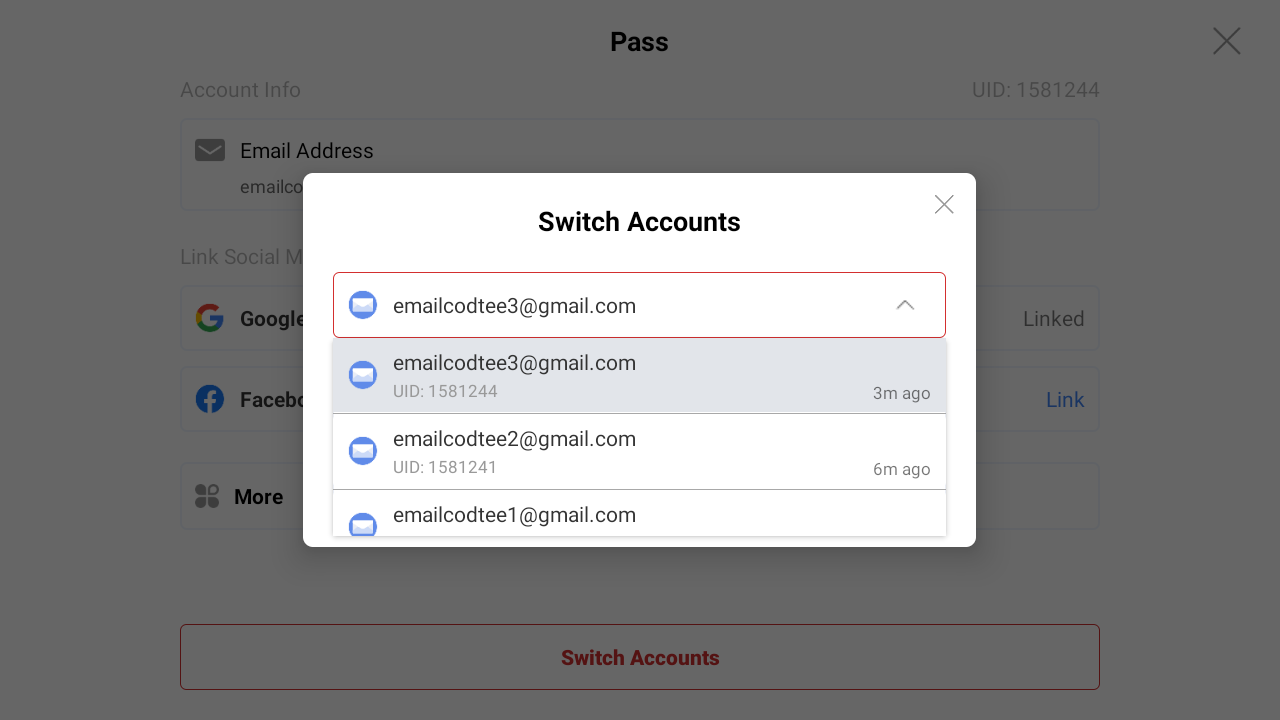 Pass
Account Info
UID: 1581244
Email Address
emailco
Link Social M
Google
Linked
Facebo
Link
More
Switch Accounts
emailcodtee3@gmail.com
emailcodtee3@gmail.com
UID: 1581244
3m ago
emailcodtee2@gmail.com
UID: 1581241
6m ago
emailcodtee1@gmail.com
Switch Accounts